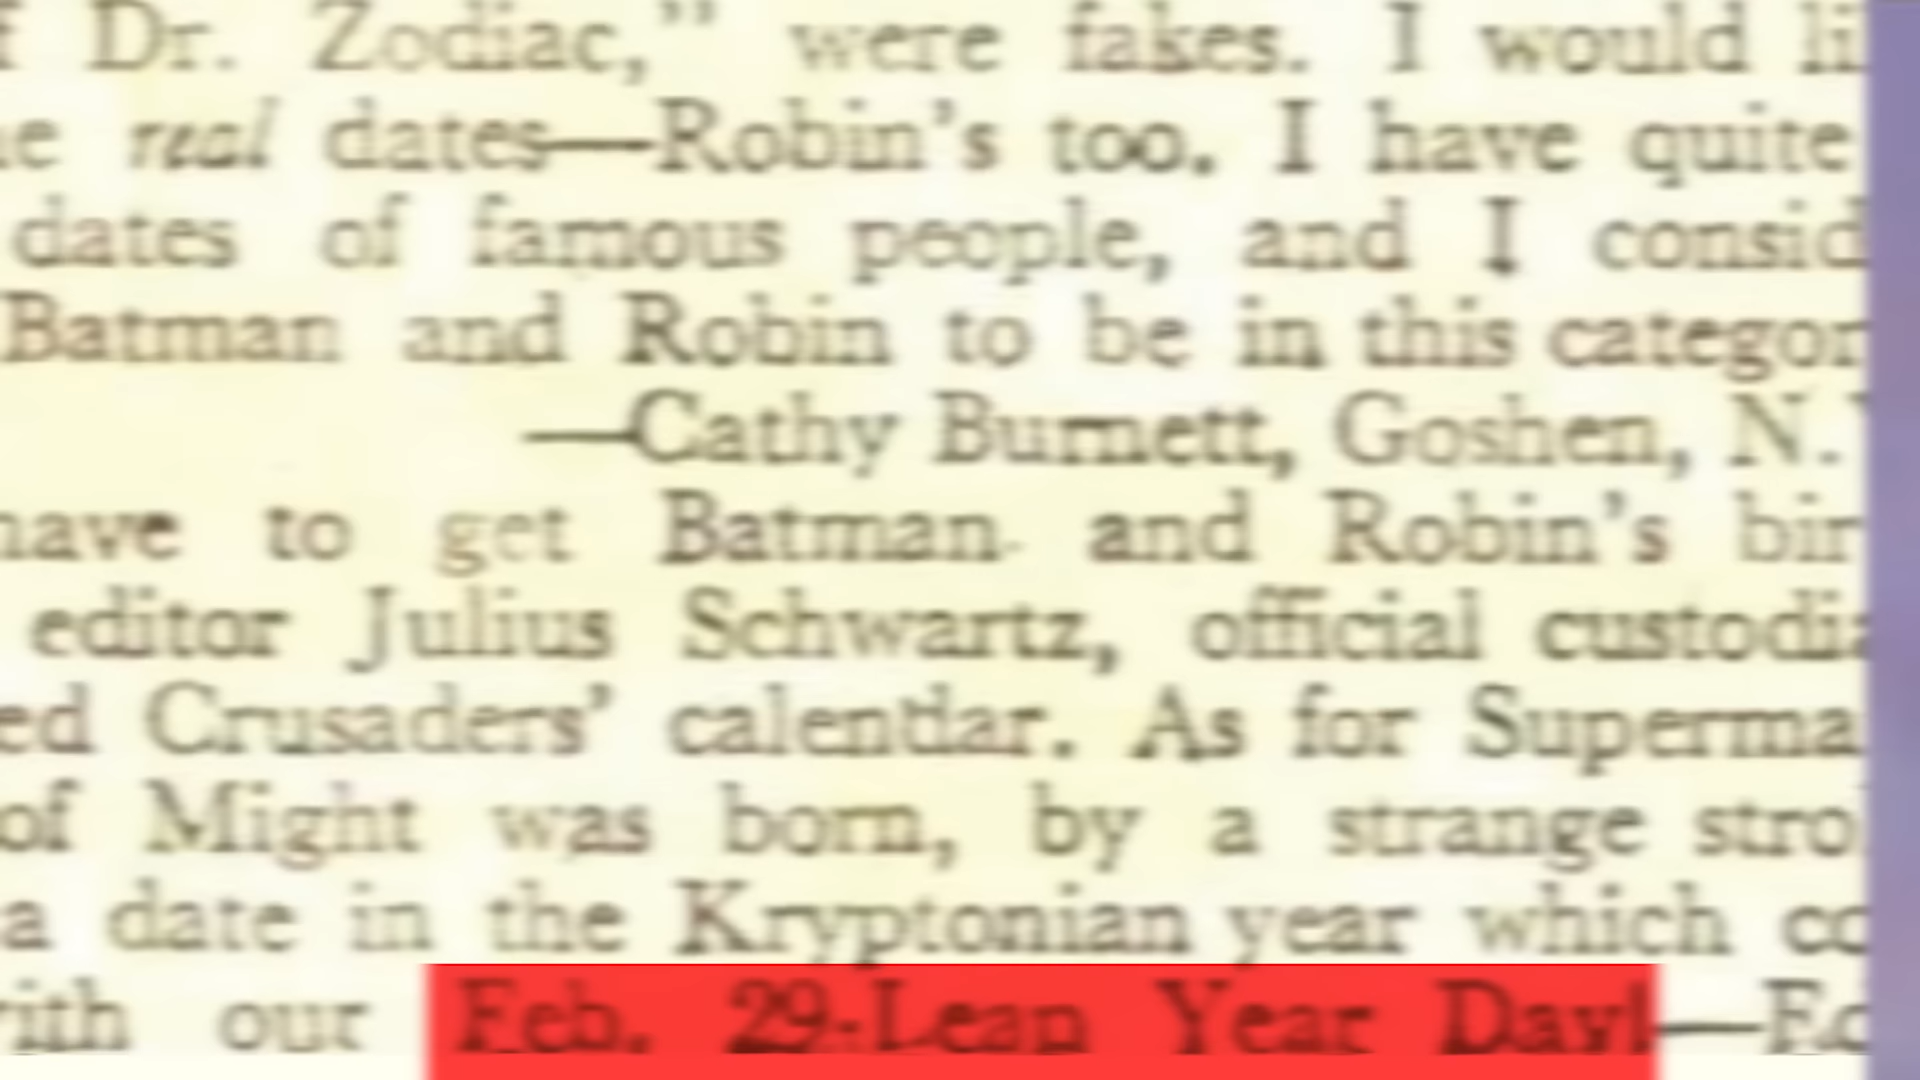 f Dr. Zodiac," were fakes. I would li
ne real dates—Robin's too. I have quite
dates of famous people, and I consid
Batman and Robin to be in this categor
—Cathy Burnett, Goshen, N.
have to get Batman and Robin's bir
editor Julius Schwartz, official custodia
ed Crusaders' calendar. As for Superma
of Might was born, by a strange stro
a date in the Kryptonian year which co
ith our Feb. 29-Leap Year Day!—Ed